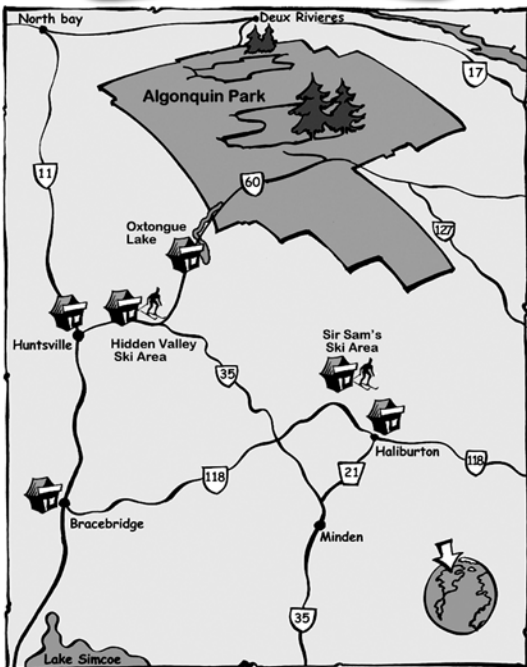 North bay
Deux Rivieres
17
Algonquin Park
11
60
127
Oxtongue
Lake
Huntsville
Hidden Valley
Ski Area
Sir Sam's
Ski Area
35
Haliburton
118
118
21
Bracebridge
Minden
35
Lake Simcoe